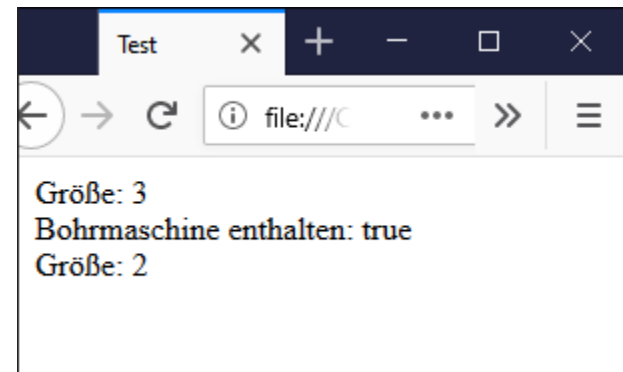 Test
file:///C
Größe: 3
Bohrmaschine enthalten: true
Größe: 2